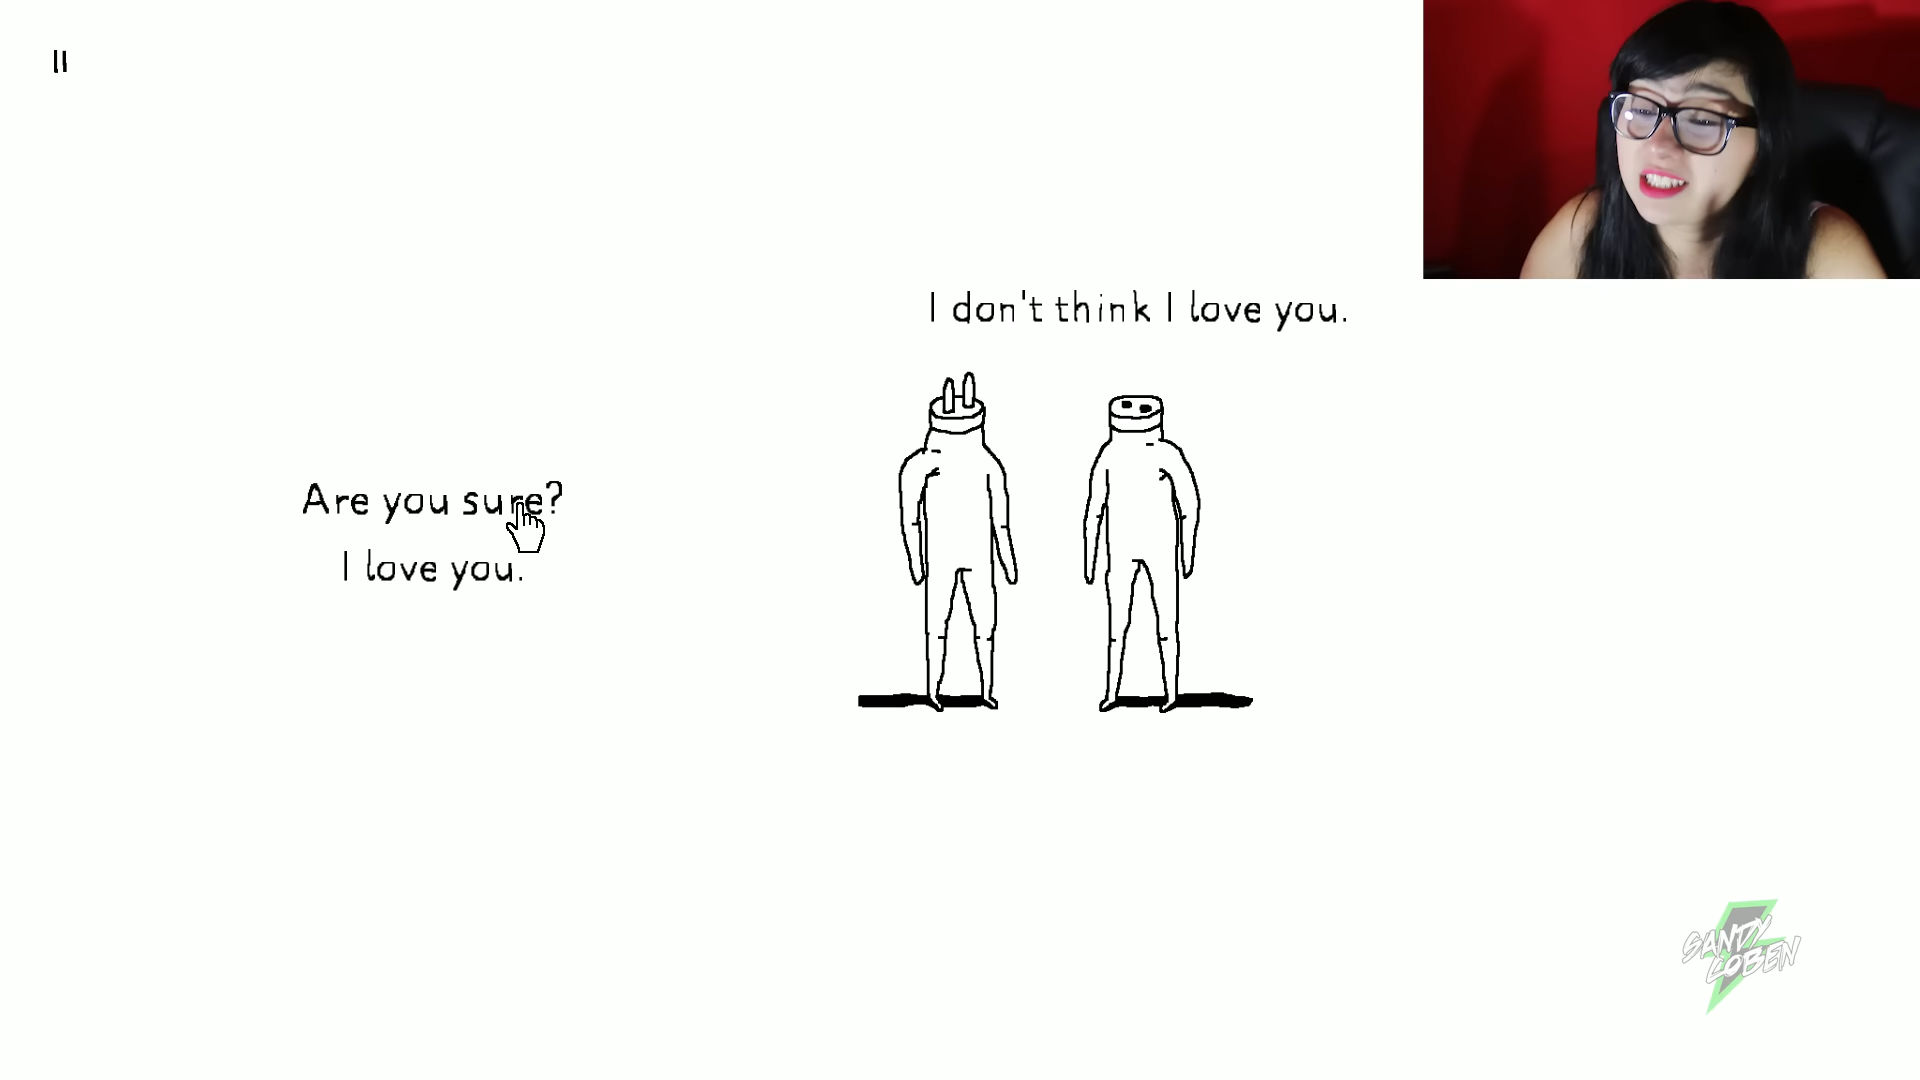 I don't think I love you.
Are you sure?
I love you.
SANDY
COBEN